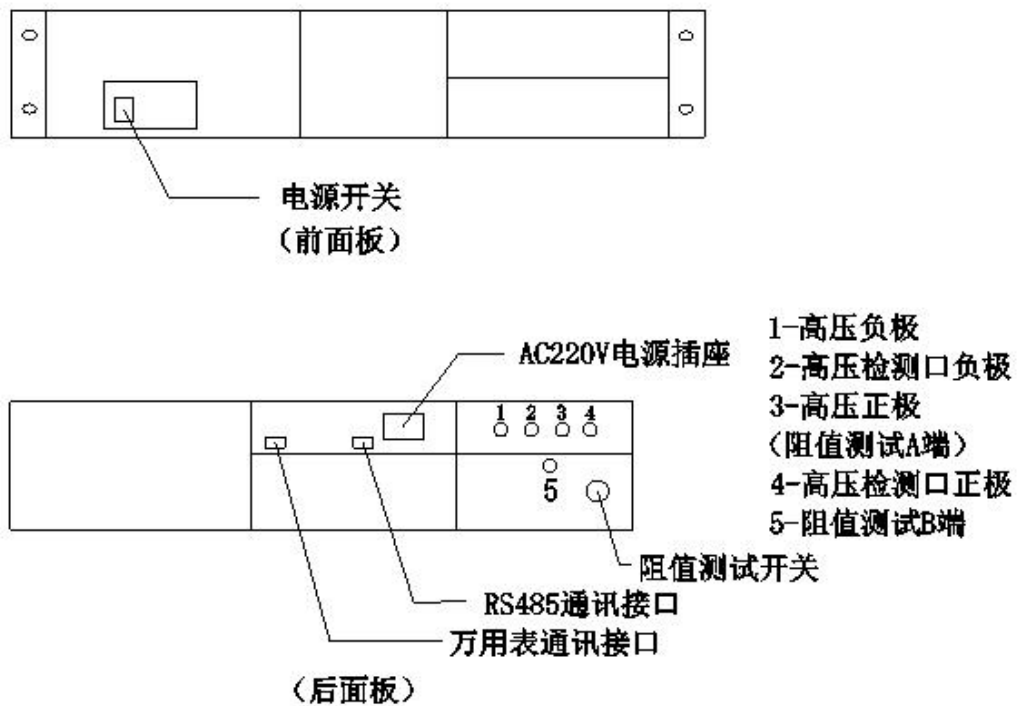 电源开关
（前面板）
1-高压负极
AC220V电源插座
2-高压检测口负极
3-高压正极
（阻值测试A端）
4-高压检测口正极
5-阻值测试B端
1 2 3 4
5
阻值测试开关
RS485通讯接口
万用表通讯接口
（后面板）